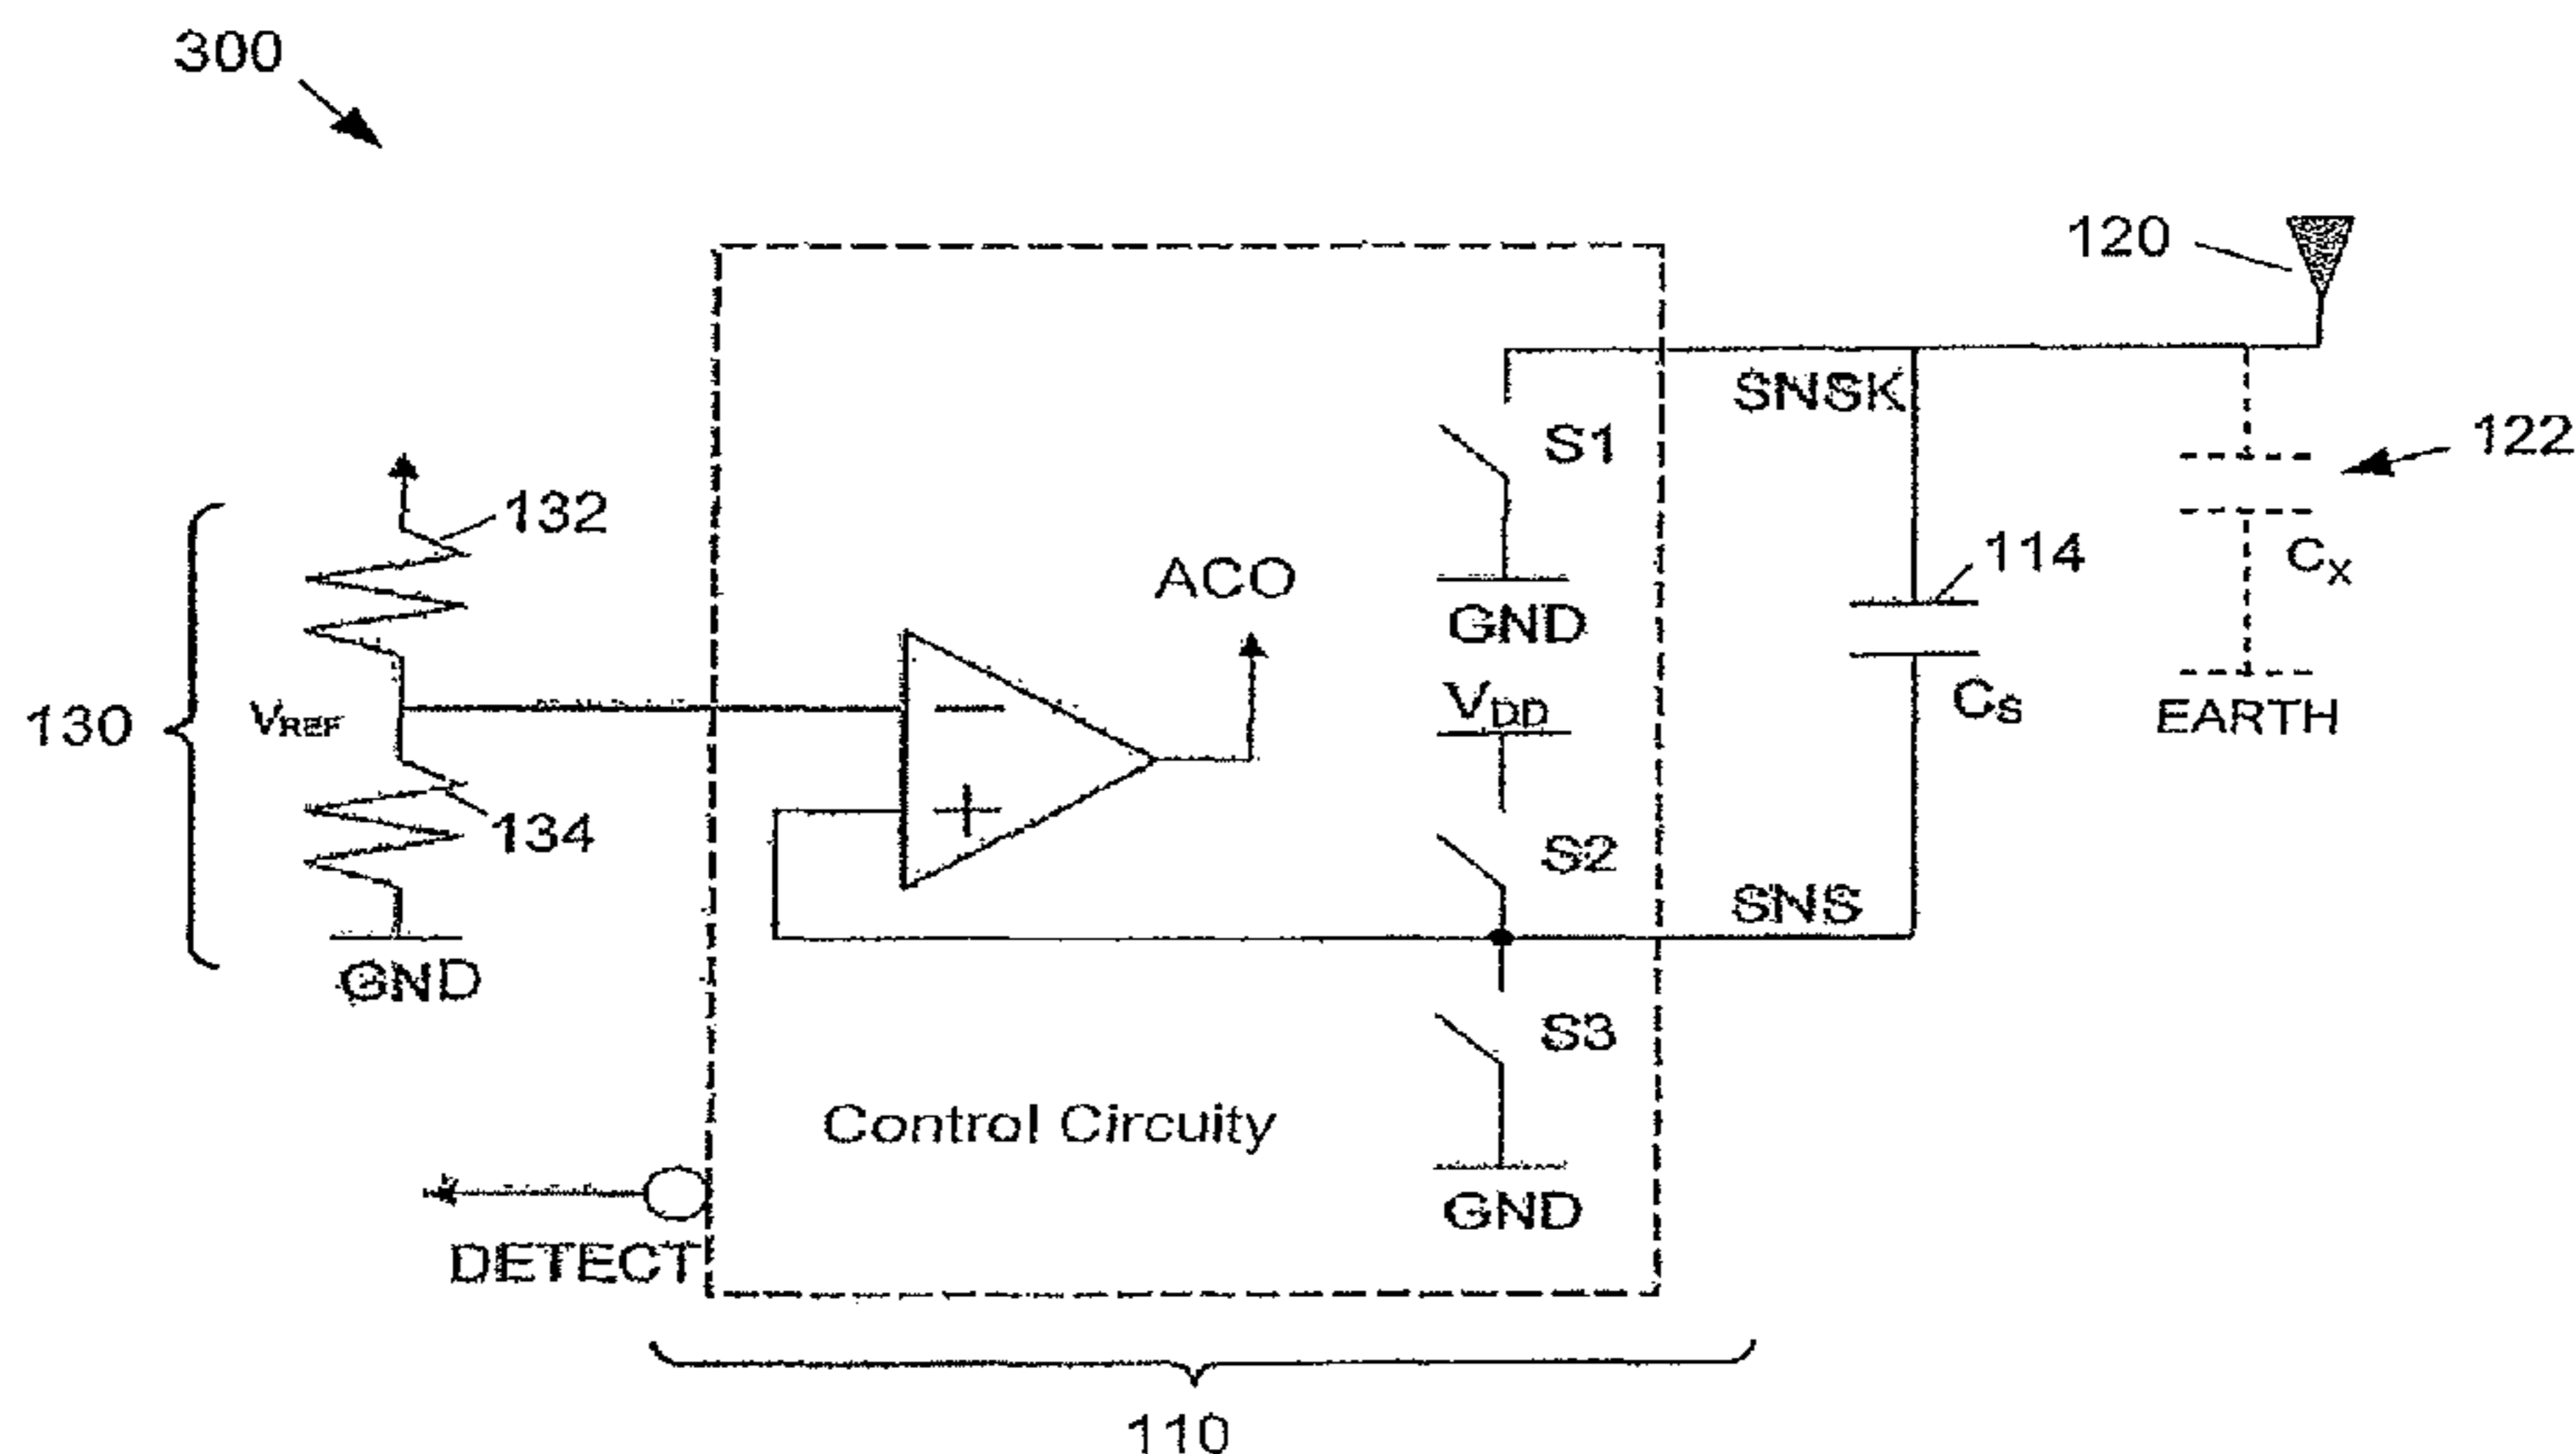 300
120
SNSK
122
S1
132
114
ACO
CX
GND
VDD
CS
130
VREF
EARTH
134
S2
SNS
GND
S3
Control Circuity
GND
DETECT
110